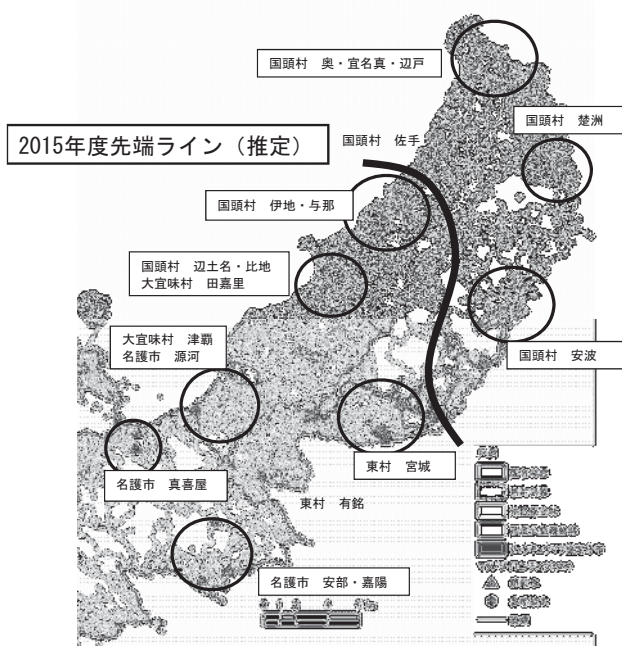 国頭村　奥・宜名真・辺戸
国頭村　楚洲
2015年度先端ライン（推定）
国頭村　佐手
国頭村　伊地・与那
国頭村　辺土名・比地
大宜味村　田嘉里
大宜味村　津覇
名護市　源河
国頭村　安波
東村　宮城
名護市　真喜屋
東村　有銘
名護市　安部・嘉陽